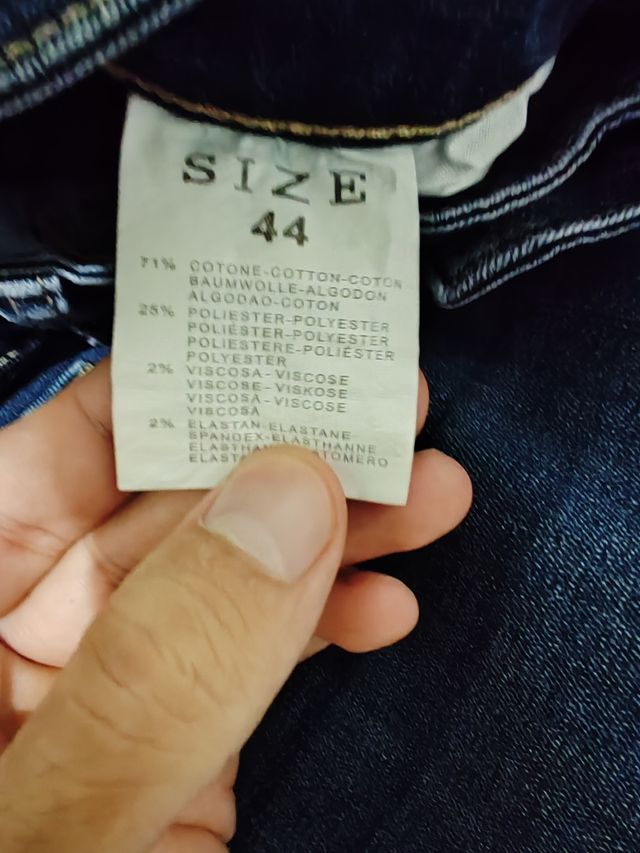 SIZE
44
71% COTONE-COTTON-COTON
BAUMWOLLE-ALGODON
ALGODAO-COTON
25% POLIESTER-POLYESTER
POLIÉSTER-POLYESTER
POLIESTERE-POLIÉSTER
POLYESTER
2% VISCOSA-VISCOSE
VISCOSE-VISKOSE
VISCOSA-VISCOSE
VISCOSA
2% ELASTAN-ELASTANE
SPANDEX-ELASTHANNE